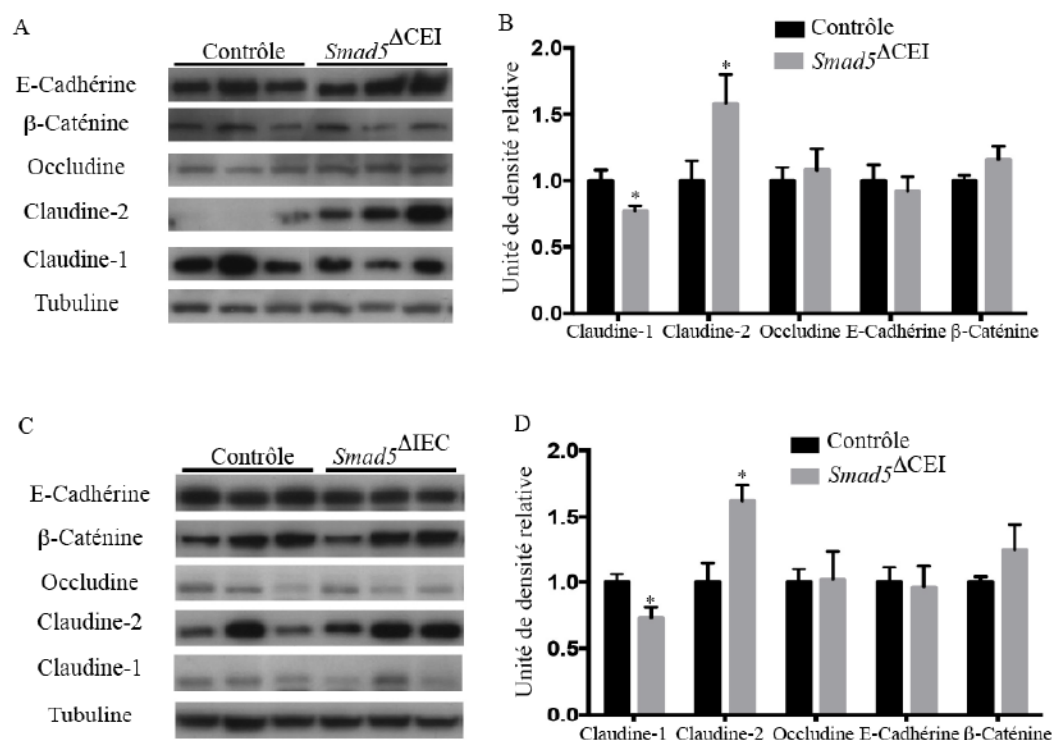 A
Contrôle Smad5ΔCEI
E-Cadhérine
β-Caténine
Occludine
Claudine-2
Claudine-1
Tubuline
B
Contrôle
Smad5ΔCEI
Unité de densité relative
2.0
1.5
1.0
0.5
0.0
* *
Claudine-1 Claudine-2 Occludine E-Cadhérine β-Caténine
C
Contrôle Smad5ΔIEC
E-Cadhérine
β-Caténine
Occludine
Claudine-2
Claudine-1
Tubuline
D
Contrôle
Smad5ΔCEI
Unité de densité relative
2.0
1.5
1.0
0.5
0.0
* *
Claudine-1 Claudine-2 Occludine E-Cadhérine β-Caténine